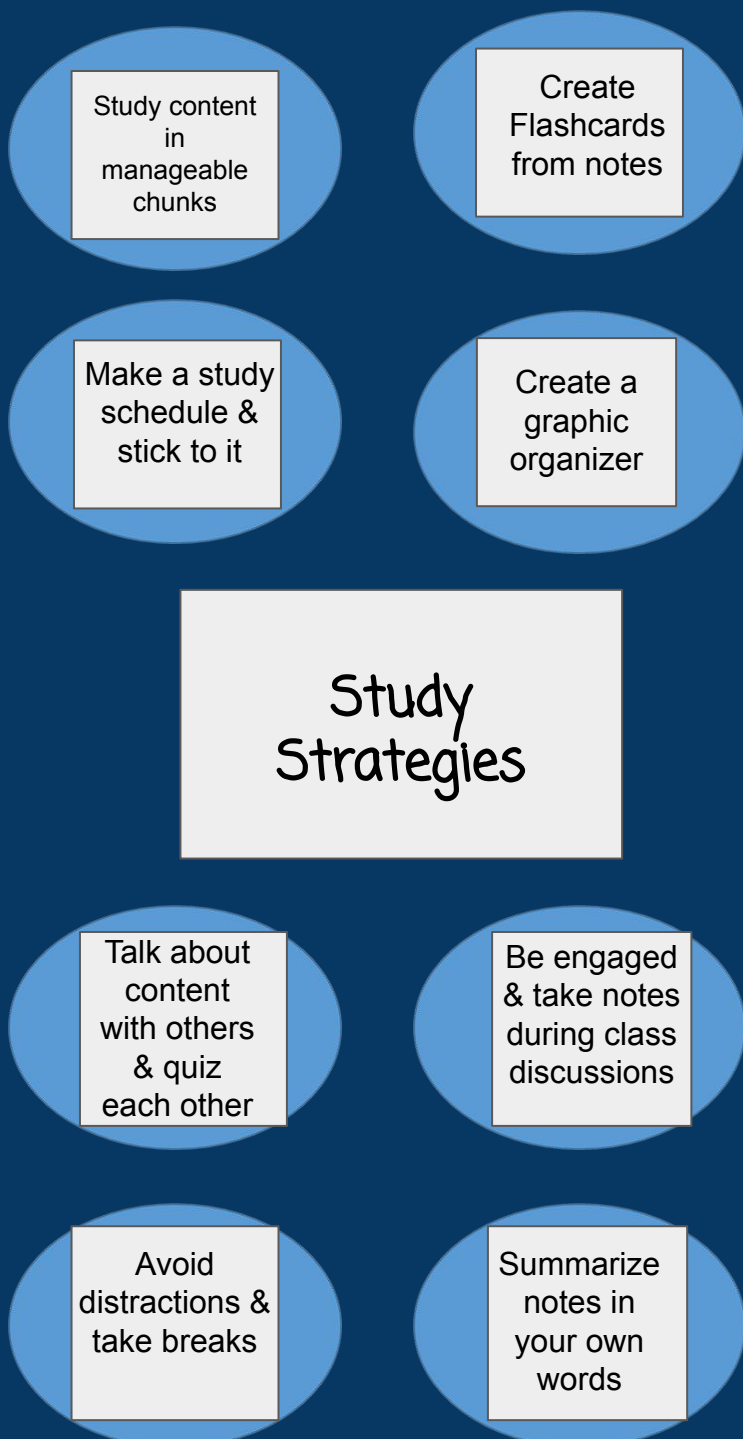 Study content
in
manageable
chunks
Create
Flashcards
from notes
Make a study
schedule &
stick to it
Create a
graphic
organizer
Study
Strategies
Talk about
content
with others
& quiz
each other
Be engaged
& take notes
during class
discussions
Avoid
distractions &
take breaks
Summarize
notes in
your own
words